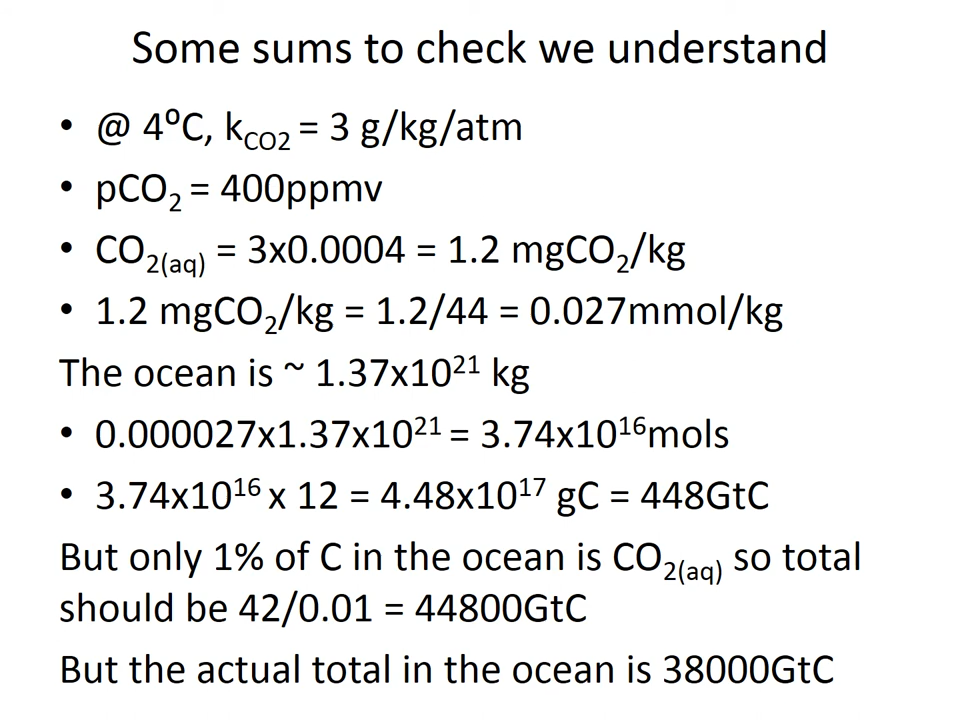 Some sums to check we understand
• @ 4⁰C, kCO2 = 3 g/kg/atm
• pCO2 = 400ppmv
• CO2(aq) = 3x0.0004 = 1.2 mgCO2/kg
• 1.2 mgCO2/kg = 1.2/44 = 0.027mmol/kg
The ocean is ~ 1.37x10²¹ kg
• 0.000027x1.37x10²¹ = 3.74x10¹⁶mols
• 3.74x10¹⁶ x 12 = 4.48x10¹⁷ gC = 448GtC
But only 1% of C in the ocean is CO2(aq) so total
should be 42/0.01 = 44800GtC
But the actual total in the ocean is 38000GtC